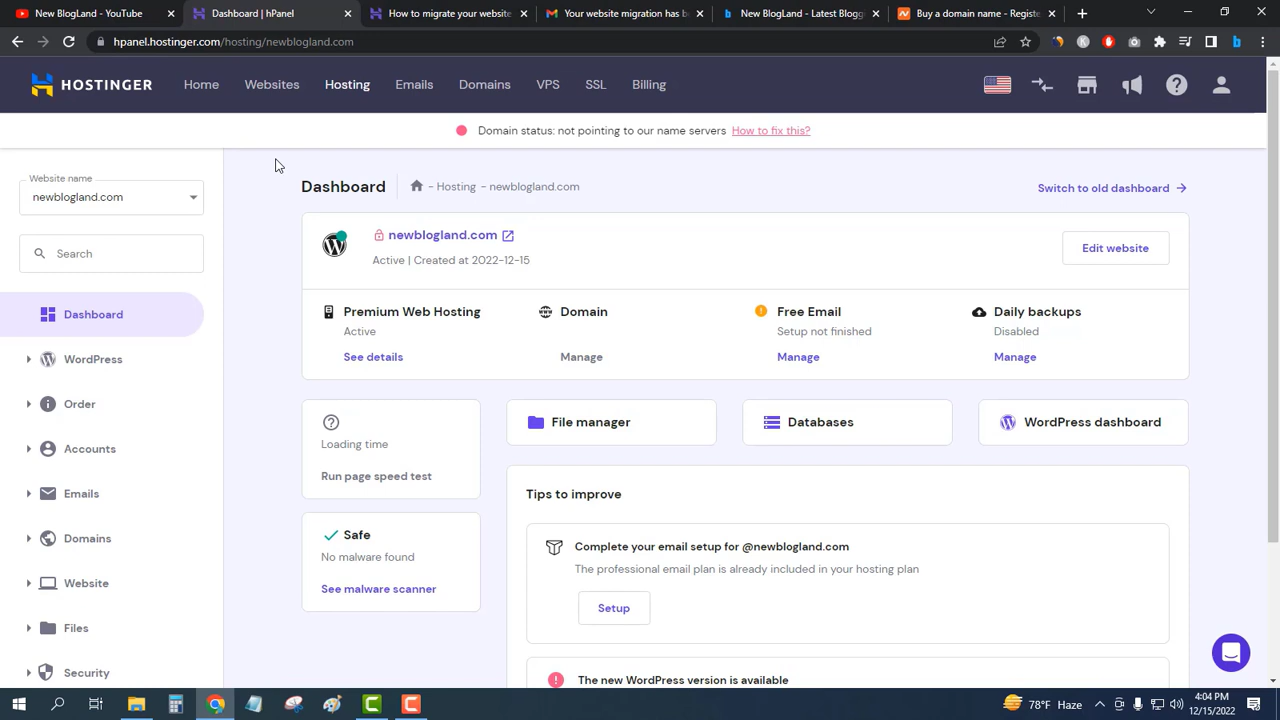 New BlogLand - YouTube
Dashboard | hPanel
How to migrate your website
Your website migration has be
New BlogLand - Latest Blogg
Buy a domain name - Registe
hpanel.hostinger.com/hosting/newblogland.com
HOSTINGER
Home
Websites
Hosting
Emails
Domains
VPS
SSL
Billing
Domain status: not pointing to our name servers How to fix this?
Website name
newblogland.com
Search
Dashboard
WordPress
Order
Accounts
Emails
Domains
Website
Files
Security
Dashboard
- Hosting - newblogland.com
Switch to old dashboard
newblogland.com
Active | Created at 2022-12-15
Edit website
Premium Web Hosting
Active
See details
Domain
Manage
Free Email
Setup not finished
Manage
Daily backups
Disabled
Manage
Loading time
Run page speed test
File manager
Databases
WordPress dashboard
Safe
No malware found
See malware scanner
Tips to improve
Complete your email setup for @newblogland.com
The professional email plan is already included in your hosting plan
Setup
The new WordPress version is available
78°F Haze
4:04 PM
12/15/2022